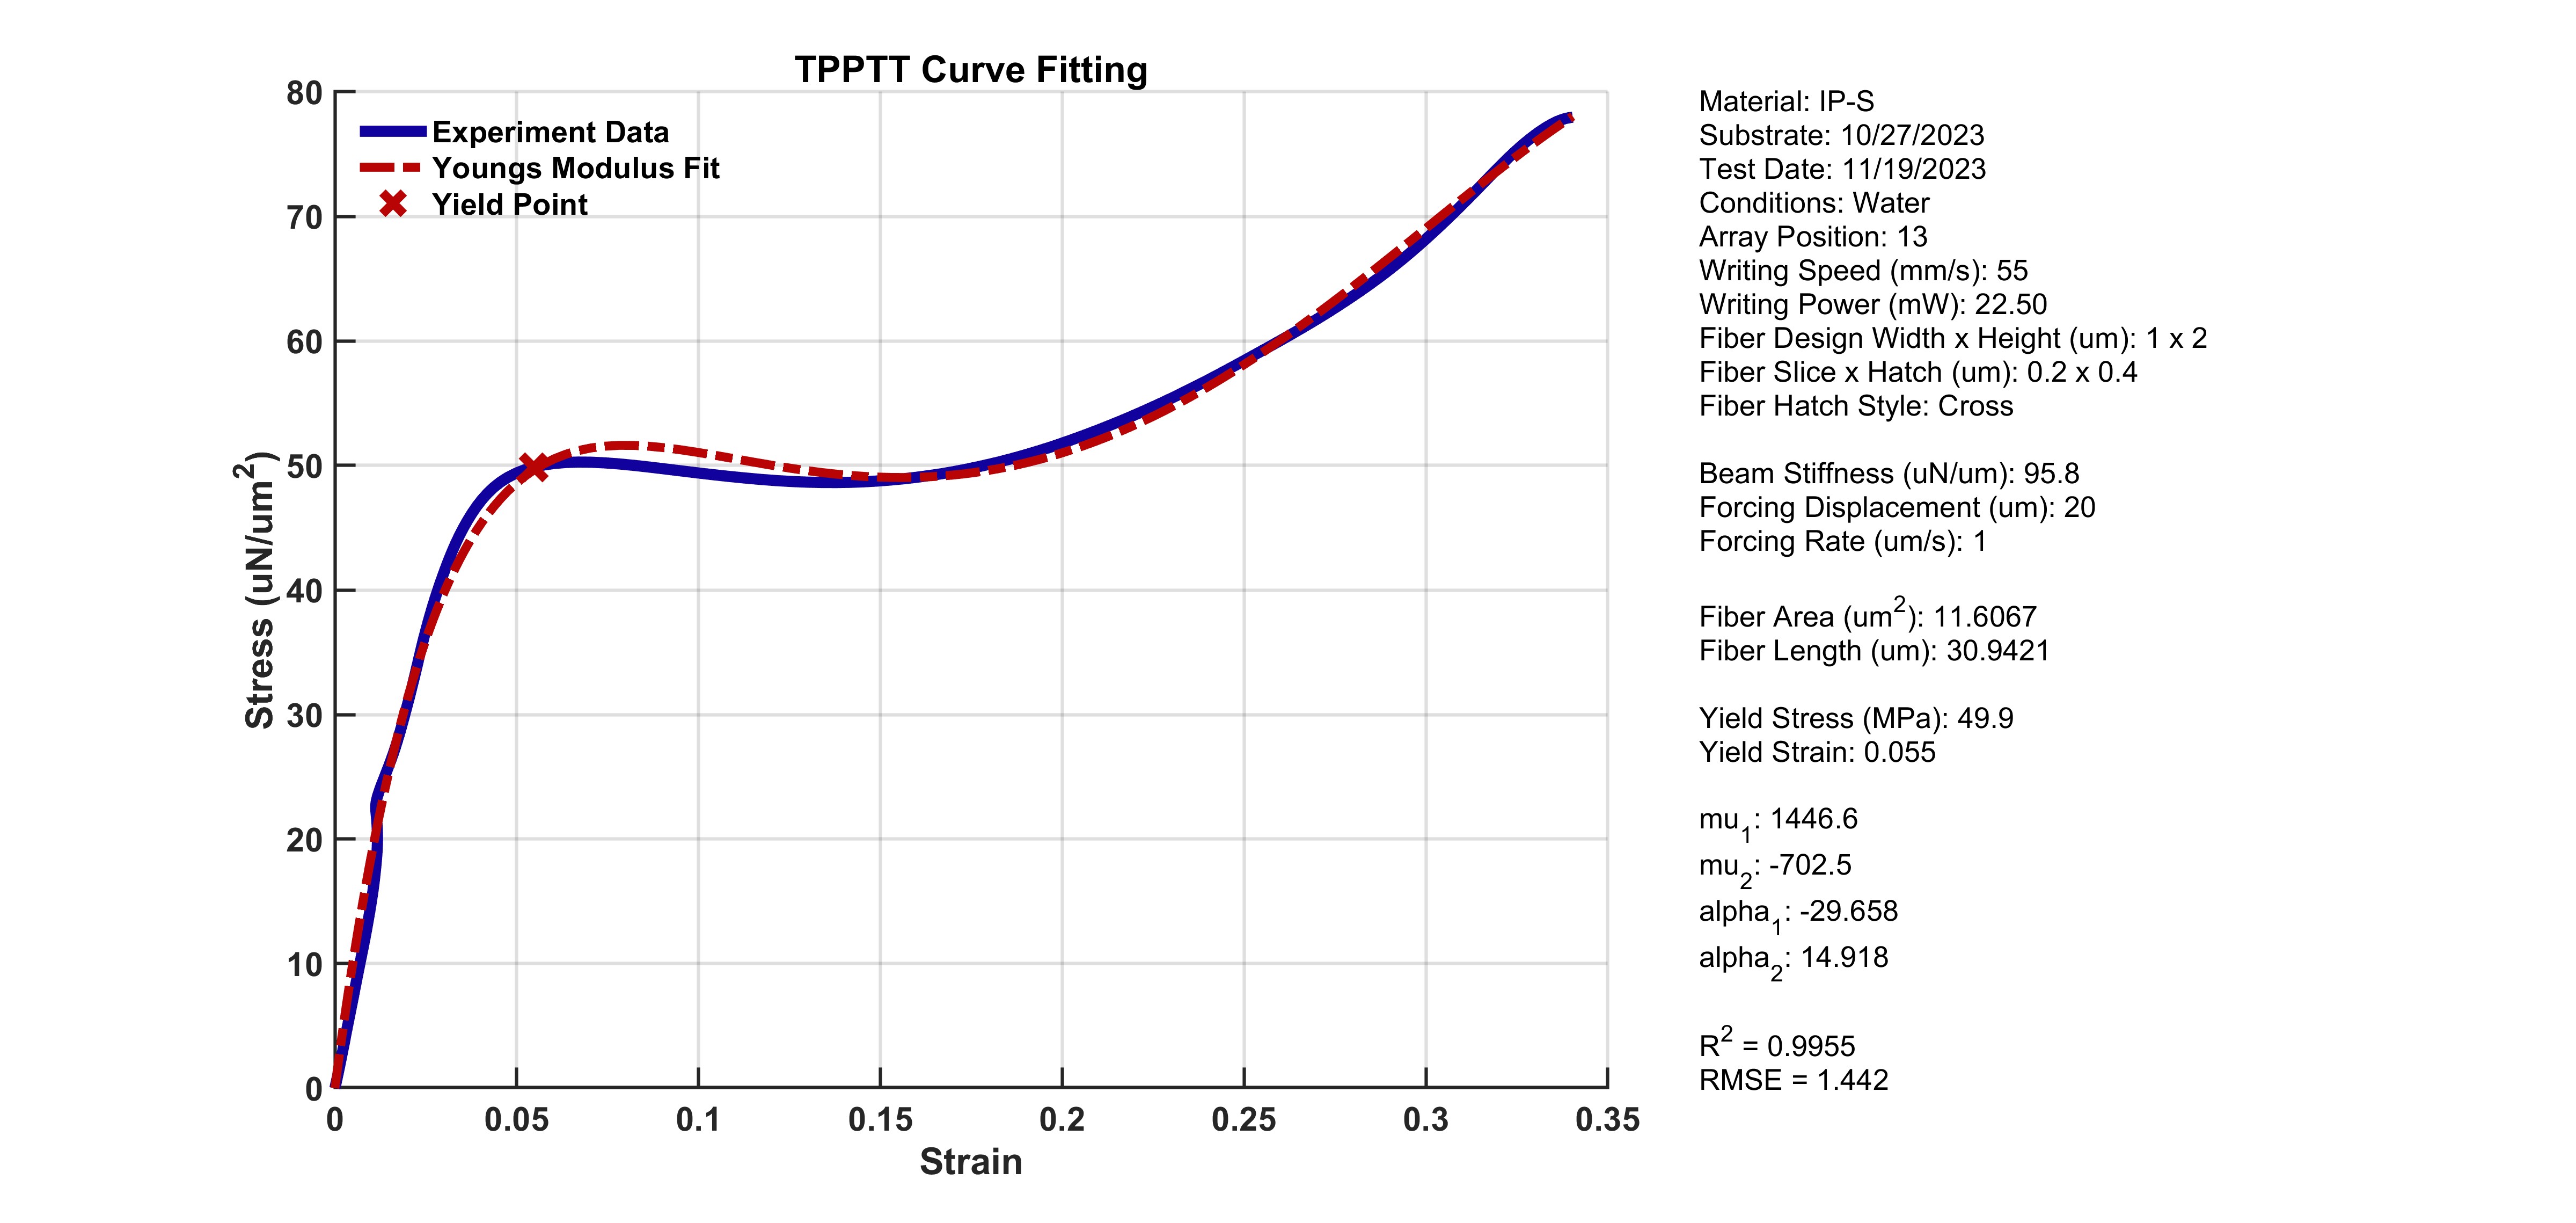 TPPTT Curve Fitting
80
70
60
50
40
30
20
10
0
Stress (uN/um²)
Experiment Data
Youngs Modulus Fit
Yield Point
0 0.05 0.1 0.15 0.2 0.25 0.3 0.35
Strain
Material: IP-S
Substrate: 10/27/2023
Test Date: 11/19/2023
Conditions: Water
Array Position: 13
Writing Speed (mm/s): 55
Writing Power (mW): 22.50
Fiber Design Width x Height (um): 1 x 2
Fiber Slice x Hatch (um): 0.2 x 0.4
Fiber Hatch Style: Cross
Beam Stiffness (uN/um): 95.8
Forcing Displacement (um): 20
Forcing Rate (um/s): 1
Fiber Area (um²): 11.6067
Fiber Length (um): 30.9421
Yield Stress (MPa): 49.9
Yield Strain: 0.055
mu₁: 1446.6
mu₂: -702.5
alpha₁: -29.658
alpha₂: 14.918
R² = 0.9955
RMSE = 1.442